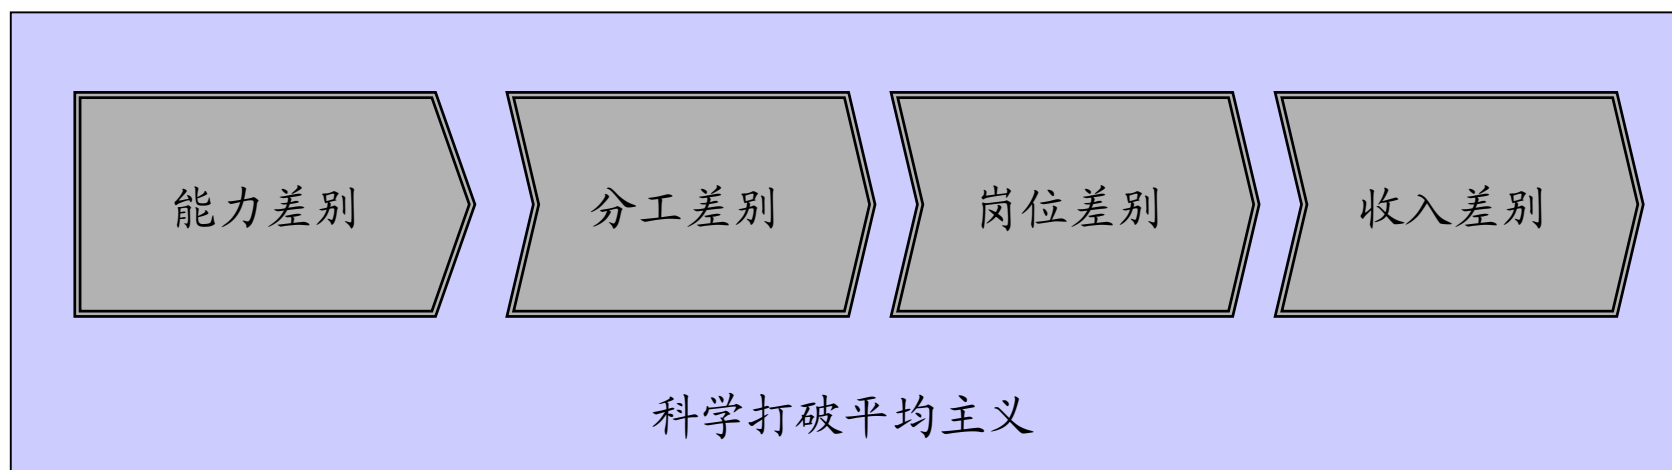 能力差别
分工差别
岗位差别
收入差别
科学打破平均主义